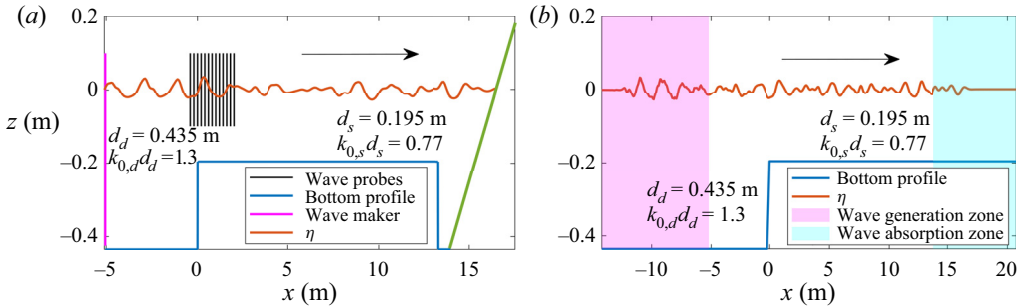 (a)
0.2
0
−0.2
−0.4
z (m)
d_d = 0.435 m
k_{0,d}d_d = 1.3
d_s = 0.195 m
k_{0,s}d_s = 0.77
Wave probes
Bottom profile
Wave maker
η
−5 0 5 10 15
x (m)
(b)
0.2
0
−0.2
−0.4
d_s = 0.195 m
k_{0,s}d_s = 0.77
d_d = 0.435 m
k_{0,d}d_d = 1.3
Bottom profile
η
Wave generation zone
Wave absorption zone
−10 −5 0 5 10 15 20
x (m)